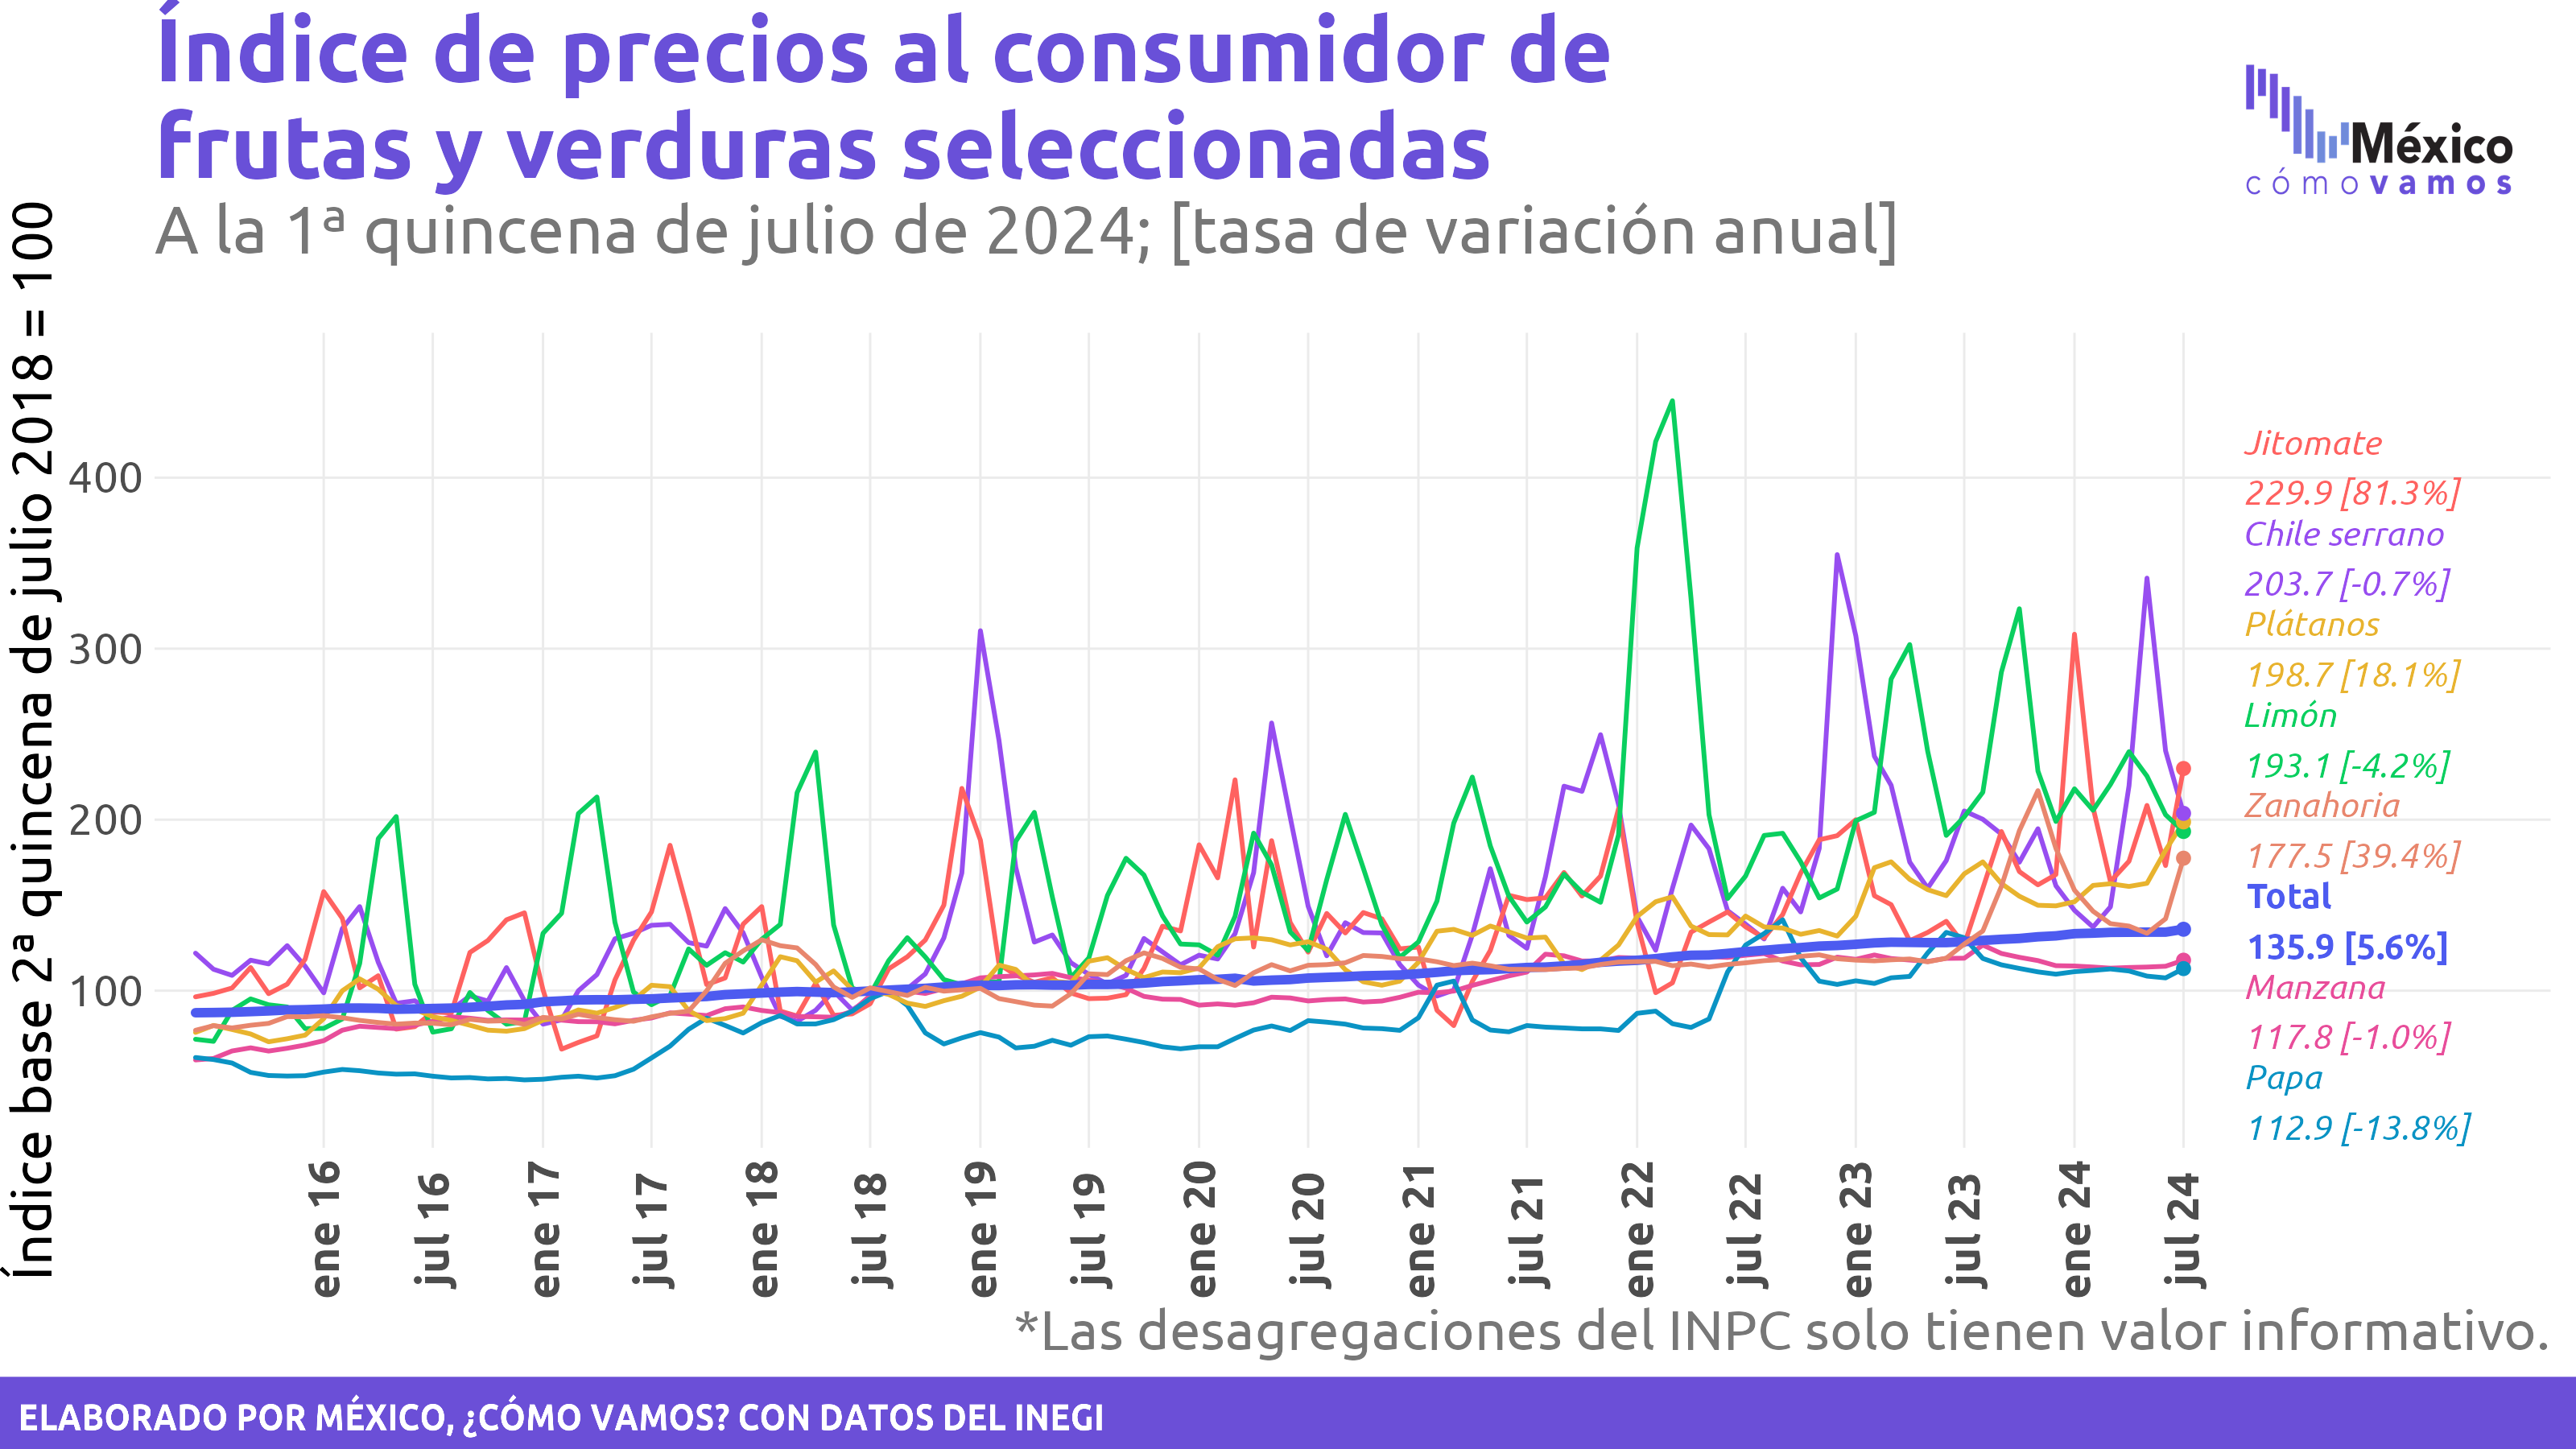 Índice de precios al consumidor de
frutas y verduras seleccionadas
A la 1ª quincena de julio de 2024; [tasa de variación anual]
México
cómo vamos
Índice base 2ª quincena de julio 2018 = 100
400
300
200
100
Jitomate
229.9 [81.3%]
Chile serrano
203.7 [-0.7%]
Plátanos
198.7 [18.1%]
Limón
193.1 [-4.2%]
Zanahoria
177.5 [39.4%]
Total
135.9 [5.6%]
Manzana
117.8 [-1.0%]
Papa
112.9 [-13.8%]
ene 16
jul 16
ene 17
jul 17
ene 18
jul 18
ene 19
jul 19
ene 20
jul 20
ene 21
jul 21
ene 22
jul 22
ene 23
jul 23
ene 24
jul 24
*Las desagregaciones del INPC solo tienen valor informativo.
ELABORADO POR MÉXICO, ¿CÓMO VAMOS? CON DATOS DEL INEGI